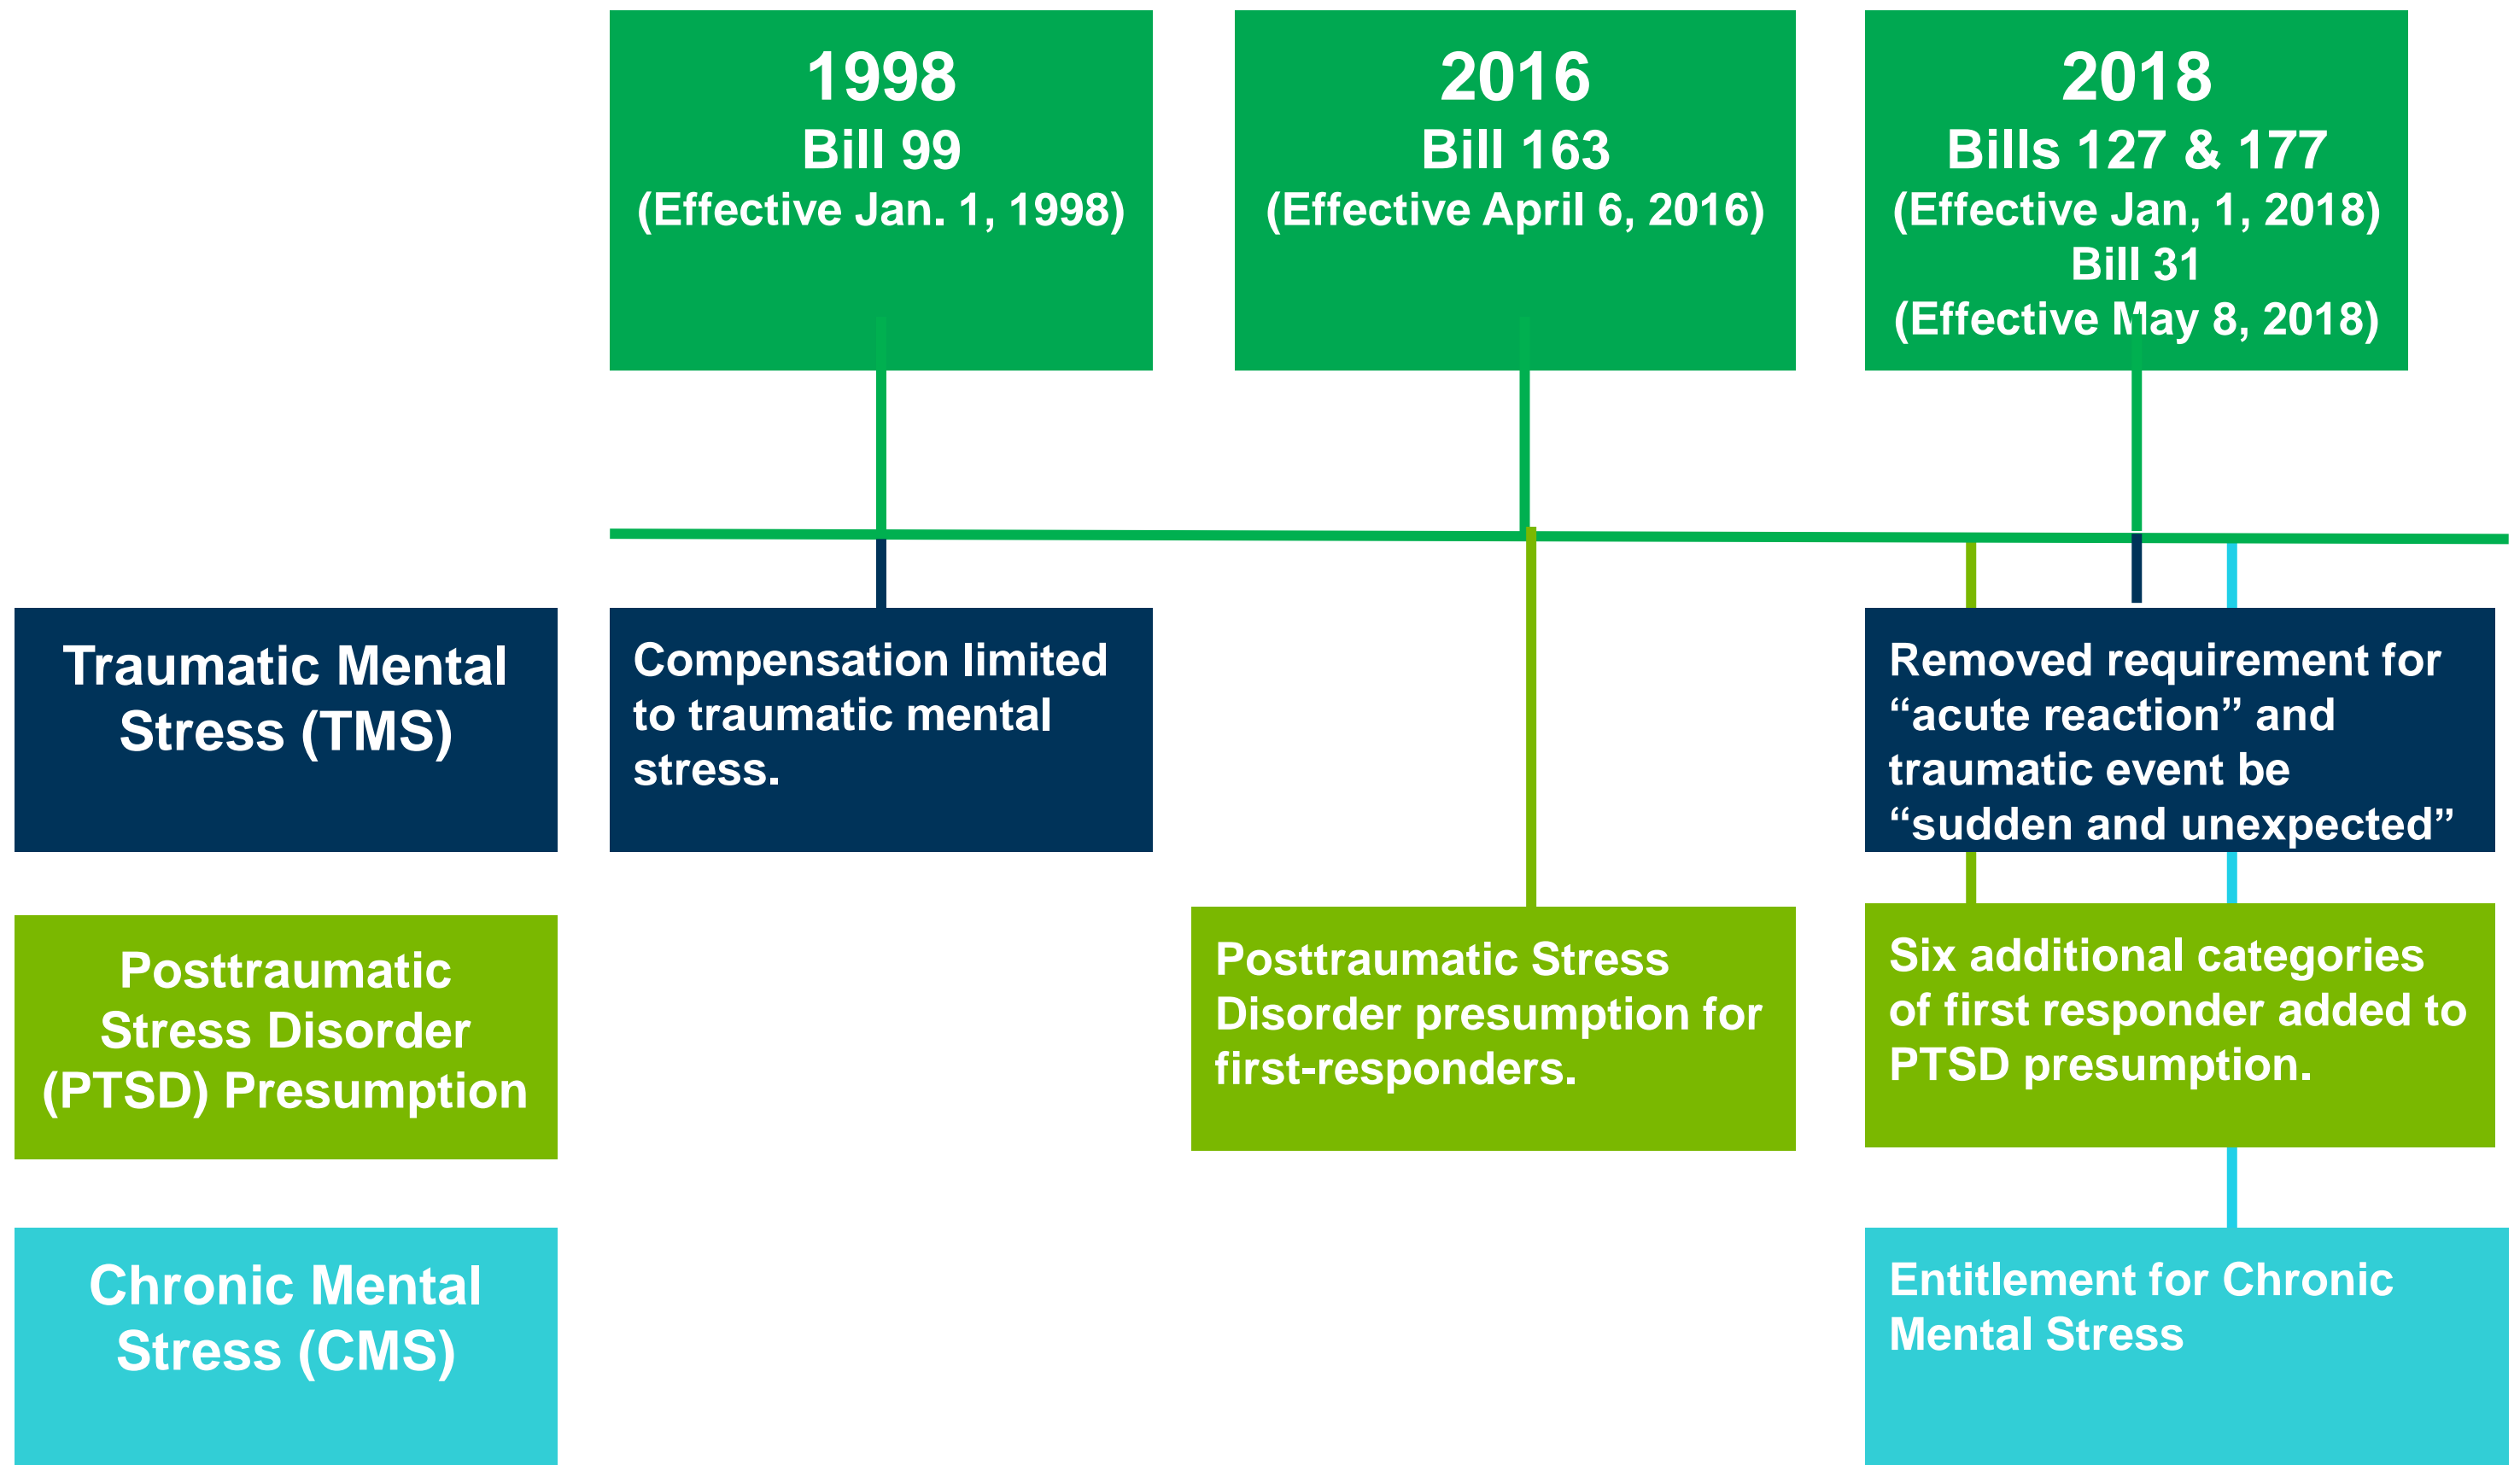 1998
Bill 99
(Effective Jan. 1, 1998)
2016
Bill 163
(Effective April 6, 2016)
2018
Bills 127 & 177
(Effective Jan, 1, 2018)
Bill 31
(Effective May 8, 2018)
Traumatic Mental
Stress (TMS)
Compensation limited
to traumatic mental
stress.
Removed requirement for
“acute reaction” and
traumatic event be
“sudden and unexpected”
Posttraumatic
Stress Disorder
(PTSD) Presumption
Posttraumatic Stress
Disorder presumption for
first-responders.
Six additional categories
of first responder added to
PTSD presumption.
Chronic Mental
Stress (CMS)
Entitlement for Chronic
Mental Stress